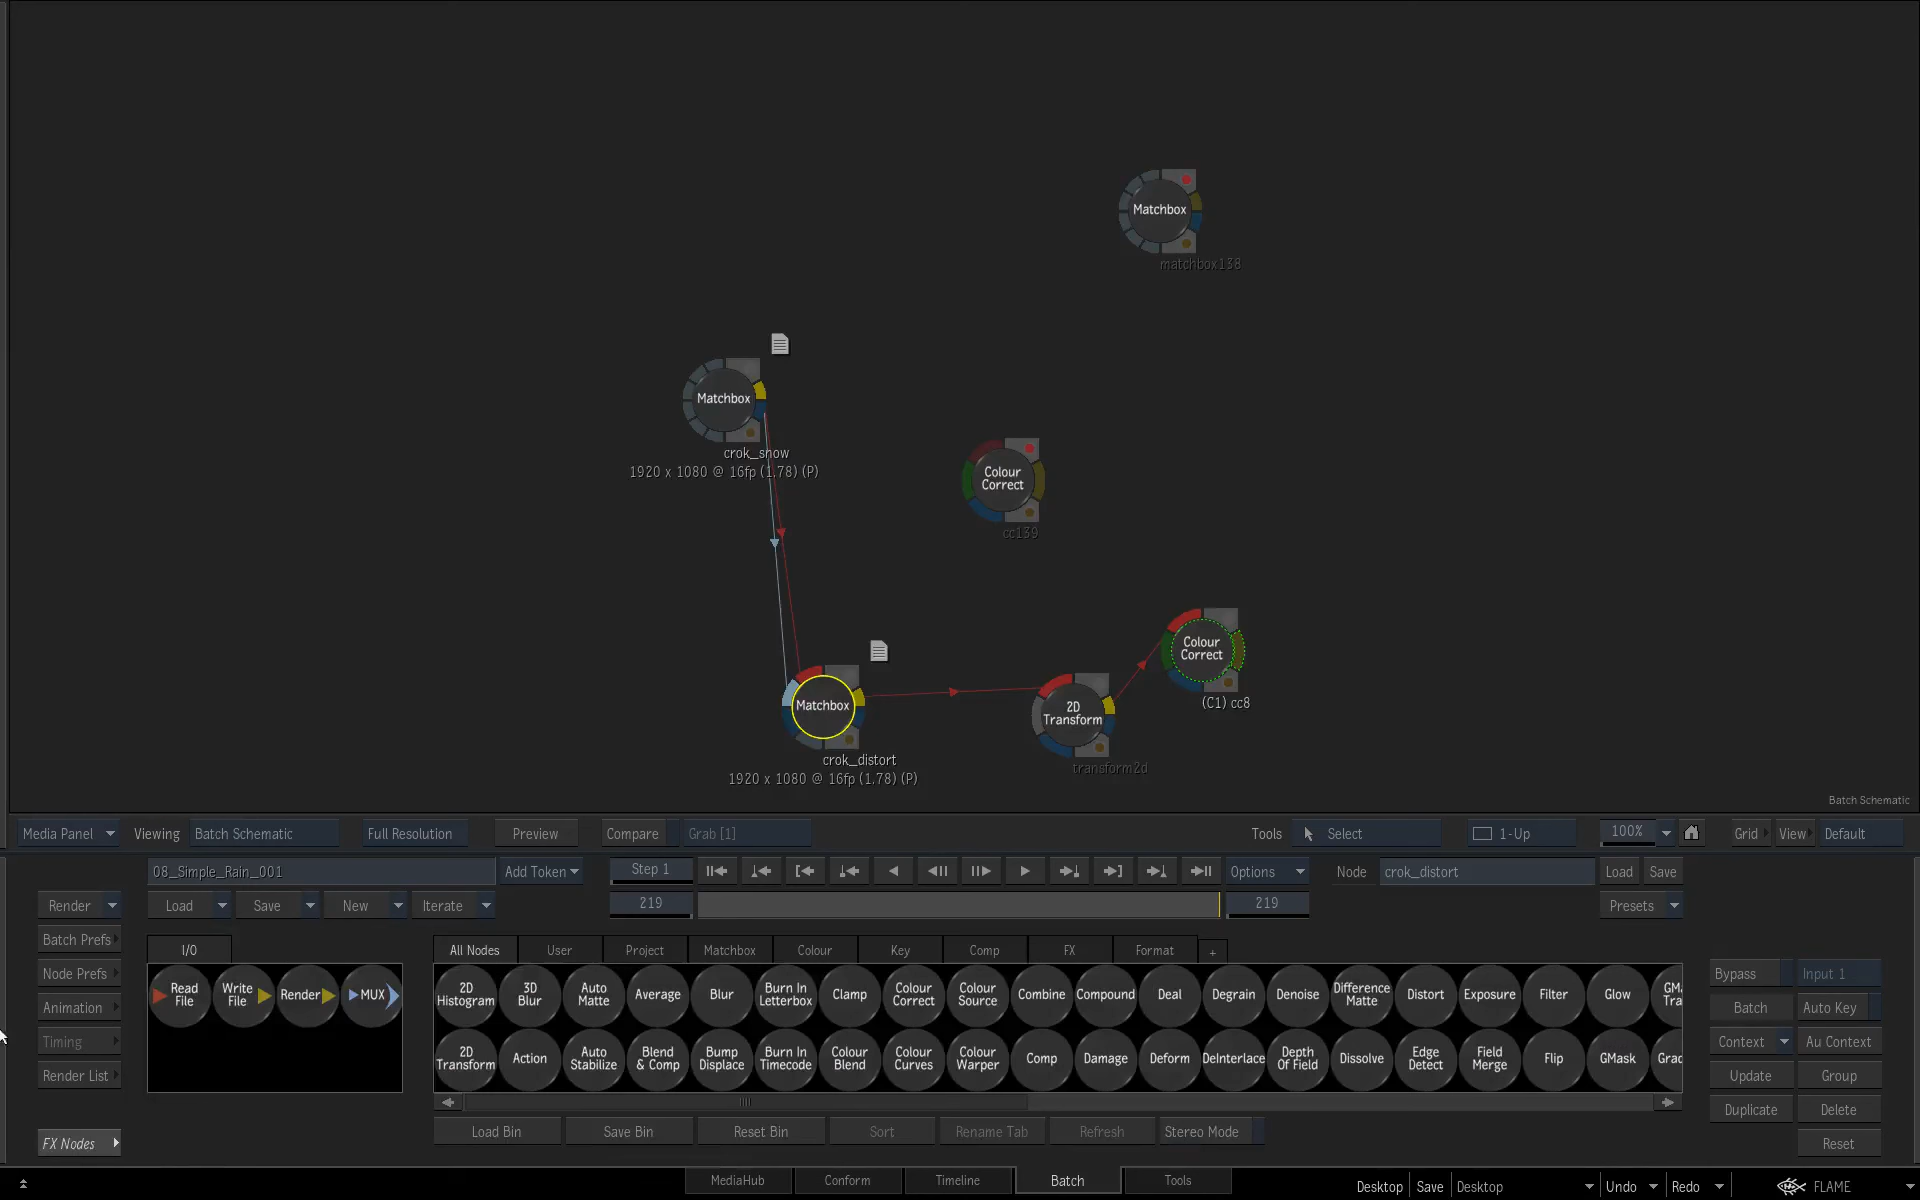 Matchbox
matchbox138
Matchbox
crok_snow
1920 x 1080 @ 16fp (1.78) (P)
Colour
Correct
cc139
Colour
Correct
(C1) cc8
Matchbox
crok_distort
1920 x 1080 @ 16fp (1.78) (P)
2D
Transform
transform2d
Batch Schematic
Media Panel Viewing Batch Schematic Full Resolution Preview Compare Grab [1] Tools Select 1-Up 100% Grid View Default
08_Simple_Rain_001 Add Token Step 1 Options Node crok_distort Load Save
Render Load Save New Iterate 219 219 Presets
Batch Prefs
Node Prefs
Animation
Timing
Render List
FX Nodes
I/O
Read
File
Write
File
Render
MUX
All Nodes User Project Matchbox Colour Key Comp FX Format +
2D
Histogram
3D
Blur
Auto
Matte
Average
Blur
Burn In
Letterbox
Clamp
Colour
Correct
Colour
Source
Combine
Compound
Deal
Degrain
Denoise
Difference
Matte
Distort
Exposure
Filter
Glow
GM
Tra
2D
Transform
Action
Auto
Stabilize
Blend
& Comp
Bump
Displace
Burn In
Timecode
Colour
Blend
Colour
Curves
Colour
Warper
Comp
Damage
Deform
DeInterlace
Depth
Of Field
Dissolve
Edge
Detect
Field
Merge
Flip
GMask
Grad
Load Bin Save Bin Reset Bin Sort Rename Tab Refresh Stereo Mode
Bypass Input 1
Batch Auto Key
Context Au Context
Update Group
Duplicate Delete
Reset
MediaHub Conform Timeline Batch Tools
Desktop Save Desktop Undo Redo FLAME